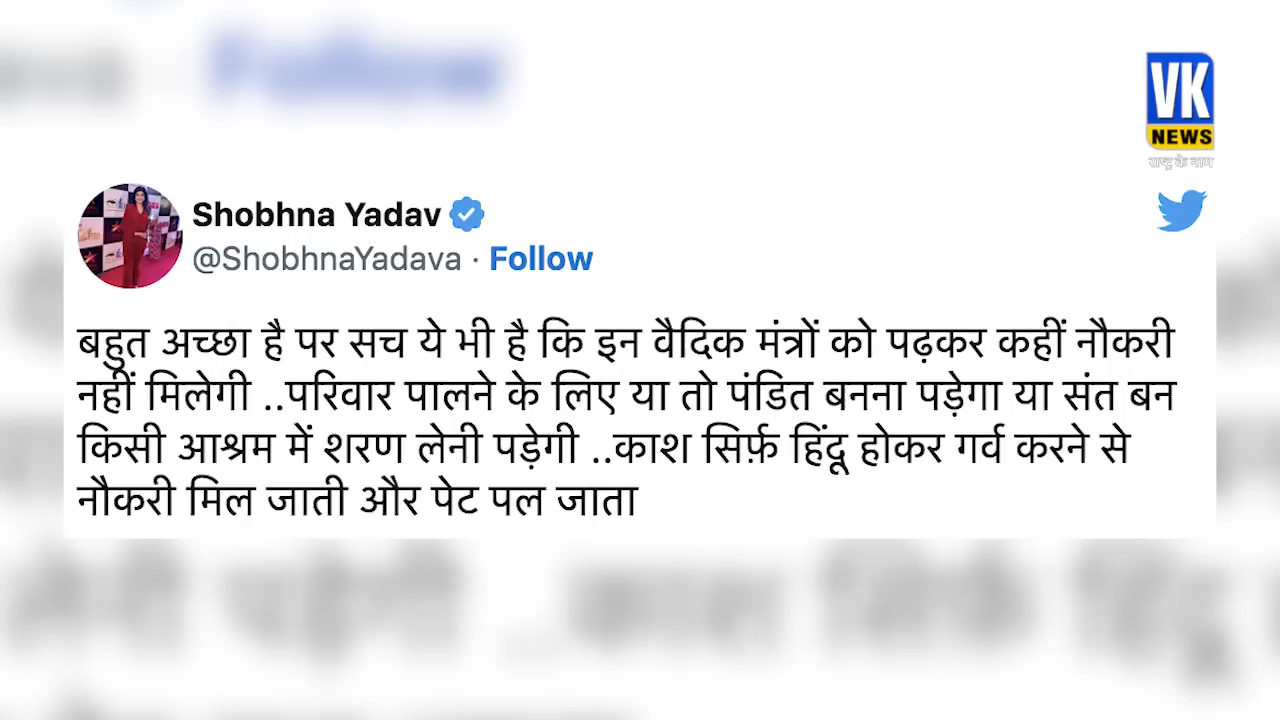 VK
NEWS
राष्ट्र के नाम
Shobhna Yadav
@ShobhnaYadava · Follow
बहुत अच्छा है पर सच ये भी है कि इन वैदिक मंत्रों को पढ़कर कहीं नौकरी
नहीं मिलेगी ..परिवार पालने के लिए या तो पंडित बनना पड़ेगा या संत बन
किसी आश्रम में शरण लेनी पड़ेगी ..काश सिर्फ़ हिंदू होकर गर्व करने से
नौकरी मिल जाती और पेट पल जाता